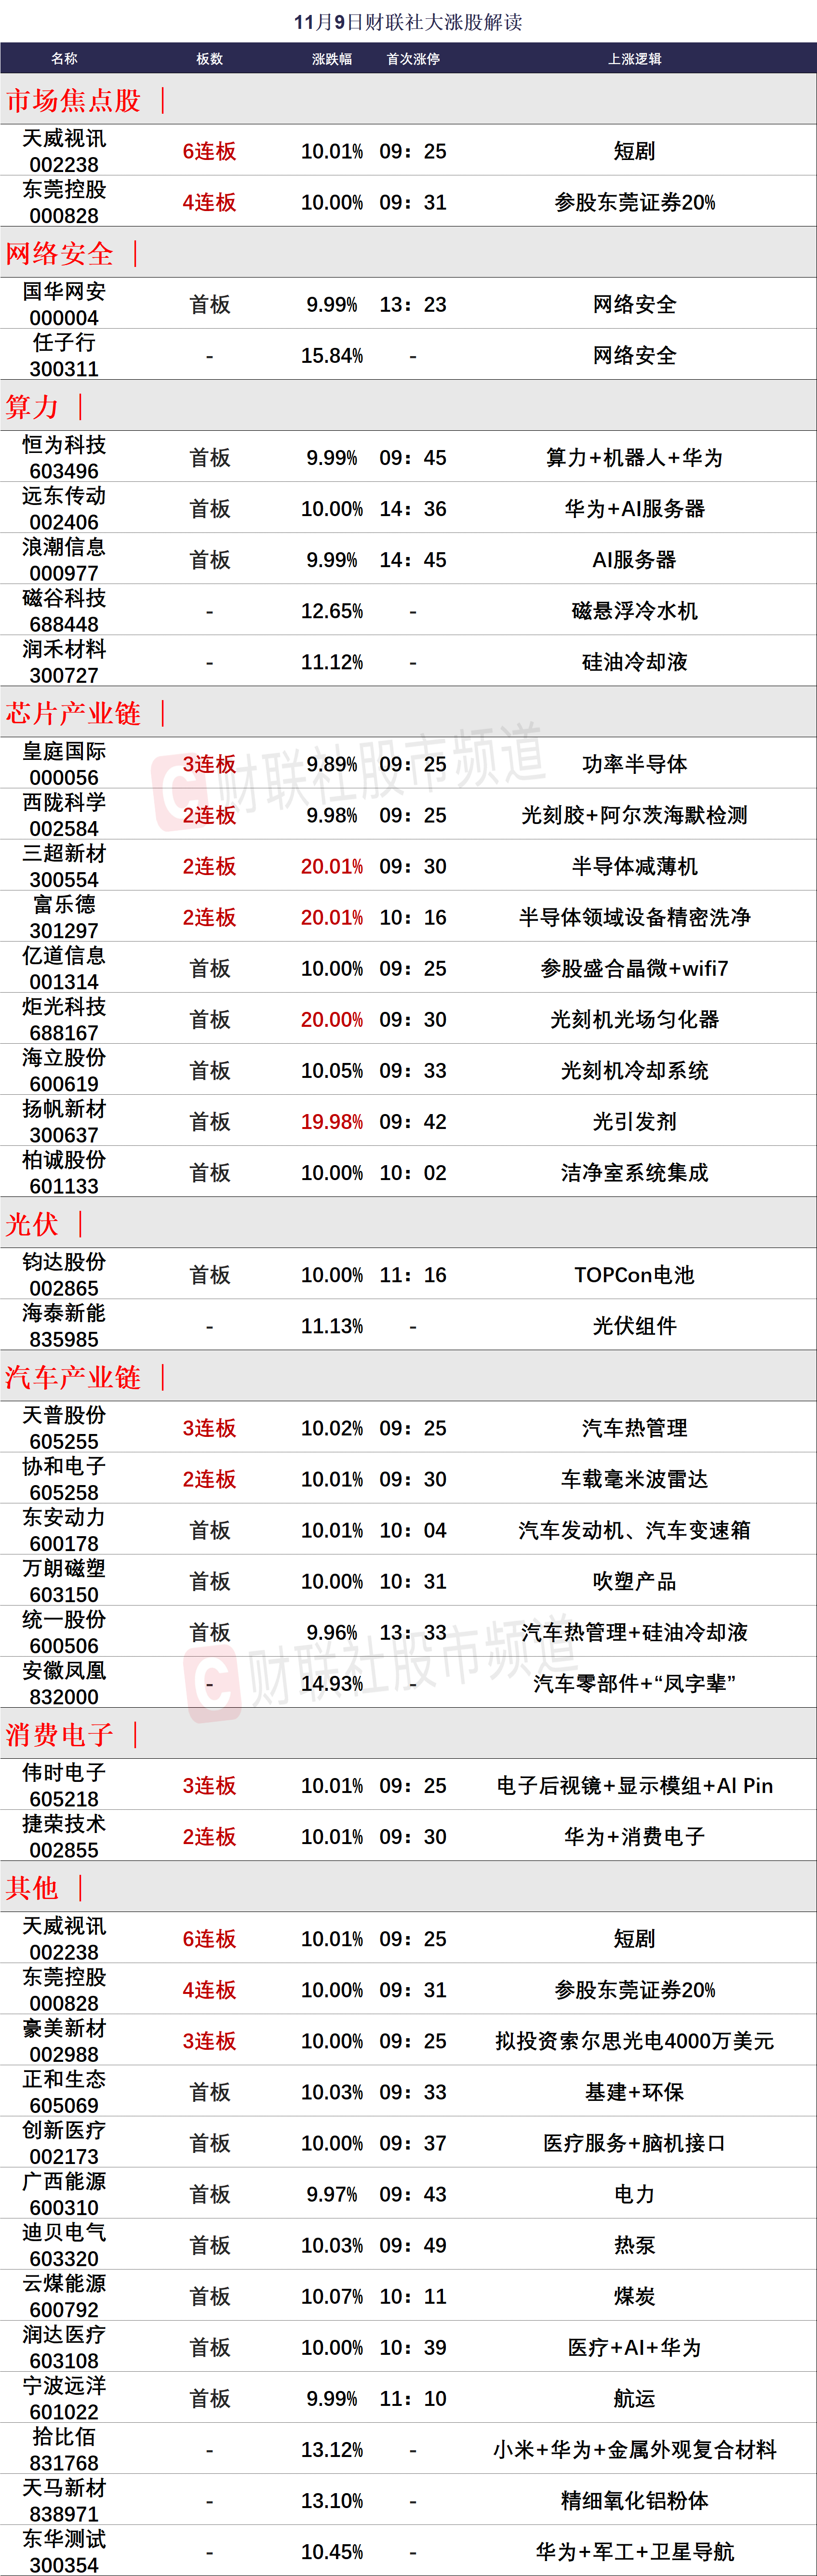 11月9日财联社大涨股解读
名称 板数 涨跌幅 首次涨停 上涨逻辑
市场焦点股
天威视讯
002238 6连板 10.01% 09：25 短剧
东莞控股
000828 4连板 10.00% 09：31 参股东莞证券20%
网络安全
国华网安
000004 首板 9.99% 13：23 网络安全
任子行
300311 - 15.84% - 网络安全
算力
恒为科技
603496 首板 9.99% 09：45 算力+机器人+华为
远东传动
002406 首板 10.00% 14：36 华为+AI服务器
浪潮信息
000977 首板 9.99% 14：45 AI服务器
磁谷科技
688448 - 12.65% - 磁悬浮冷水机
润禾材料
300727 - 11.12% - 硅油冷却液
芯片产业链
财联社股市频道
皇庭国际
000056 3连板 9.89% 09：25 功率半导体
西陇科学
002584 2连板 9.98% 09：25 光刻胶+阿尔茨海默检测
三超新材
300554 2连板 20.01% 09：30 半导体减薄机
富乐德
301297 2连板 20.01% 10：16 半导体领域设备精密洗净
亿道信息
001314 首板 10.00% 09：25 参股盛合晶微+wifi7
炬光科技
688167 首板 20.00% 09：30 光刻机光场匀化器
海立股份
600619 首板 10.05% 09：33 光刻机冷却系统
扬帆新材
300637 首板 19.98% 09：42 光引发剂
柏诚股份
601133 首板 10.00% 10：02 洁净室系统集成
光伏
钧达股份
002865 首板 10.00% 11：16 TOPCon电池
海泰新能
835985 - 11.13% - 光伏组件
汽车产业链
天普股份
605255 3连板 10.02% 09：25 汽车热管理
协和电子
605258 2连板 10.01% 09：30 车载毫米波雷达
东安动力
600178 首板 10.01% 10：04 汽车发动机、汽车变速箱
万朗磁塑
603150 首板 10.00% 10：31 吹塑产品
统一股份
600506 首板 9.96% 13：33 汽车热管理+硅油冷却液
财联社股市频道
安徽凤凰
832000 - 14.93% - 汽车零部件+“凤字辈”
消费电子
伟时电子
605218 3连板 10.01% 09：25 电子后视镜+显示模组+AI Pin
捷荣技术
002855 2连板 10.01% 09：30 华为+消费电子
其他
天威视讯
002238 6连板 10.01% 09：25 短剧
东莞控股
000828 4连板 10.00% 09：31 参股东莞证券20%
豪美新材
002988 3连板 10.00% 09：25 拟投资索尔思光电4000万美元
正和生态
605069 首板 10.03% 09：33 基建+环保
创新医疗
002173 首板 10.00% 09：37 医疗服务+脑机接口
广西能源
600310 首板 9.97% 09：43 电力
迪贝电气
603320 首板 10.03% 09：49 热泵
云煤能源
600792 首板 10.07% 10：11 煤炭
润达医疗
603108 首板 10.00% 10：39 医疗+AI+华为
宁波远洋
601022 首板 9.99% 11：10 航运
拾比佰
831768 - 13.12% - 小米+华为+金属外观复合材料
天马新材
838971 - 13.10% - 精细氧化铝粉体
东华测试
300354 - 10.45% - 华为+军工+卫星导航